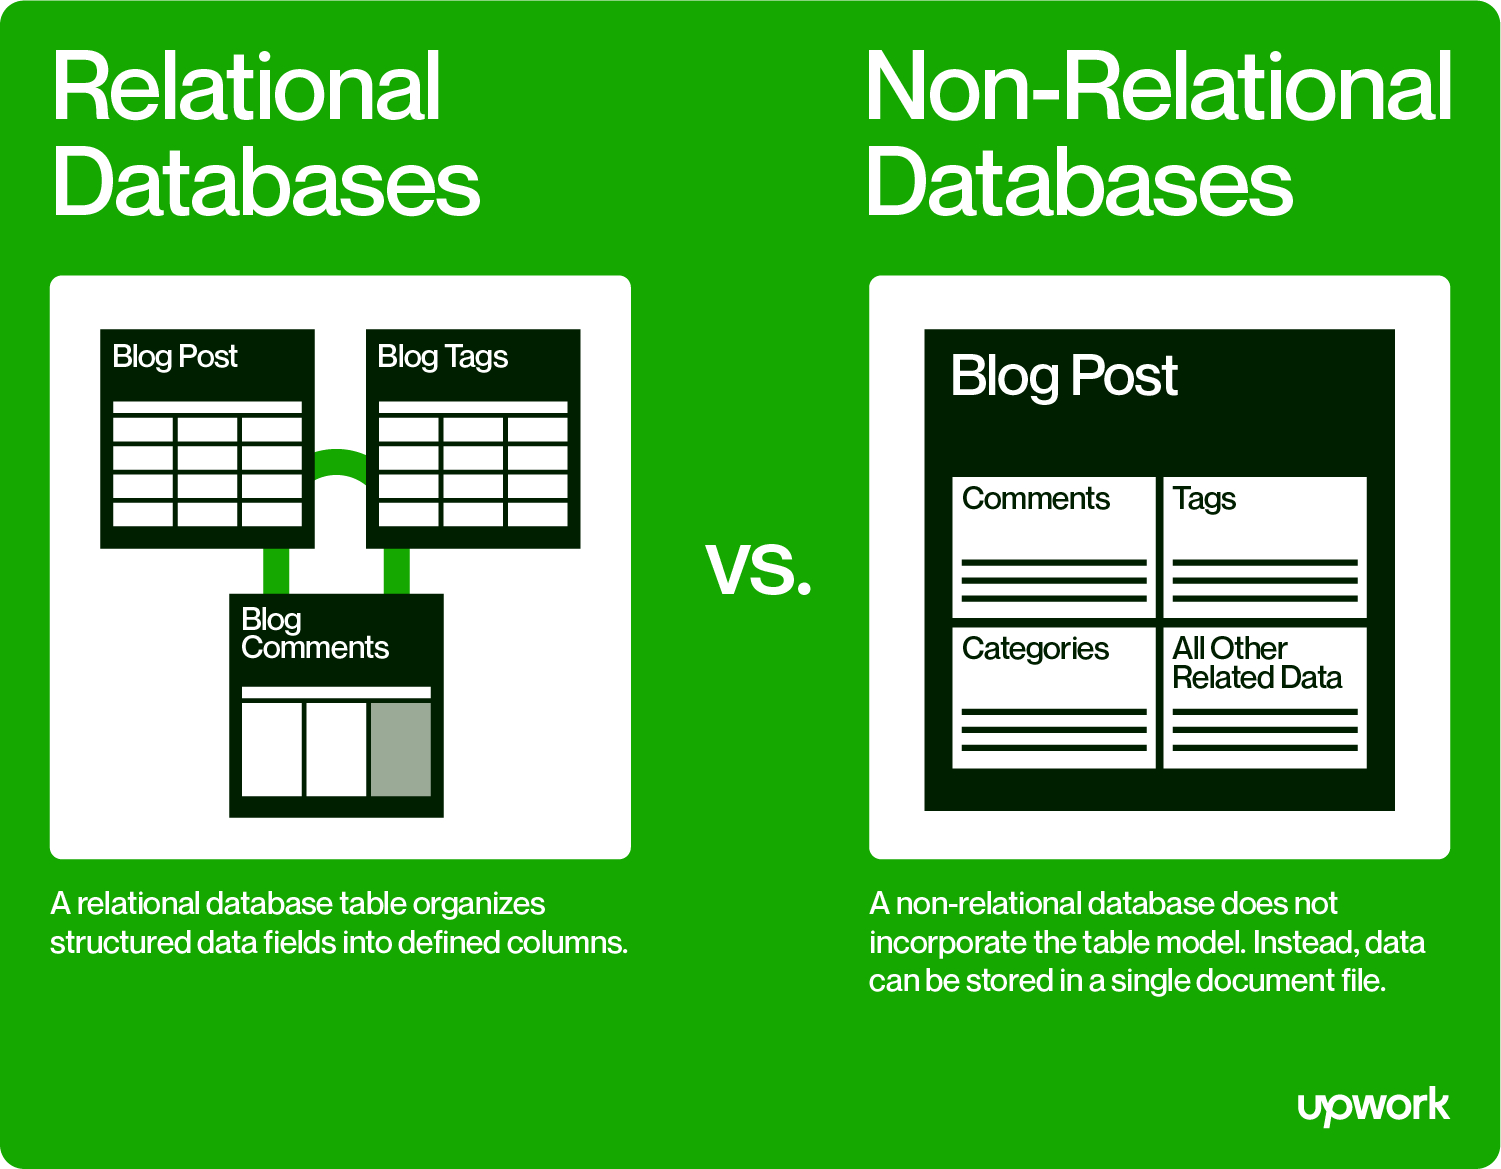 Relational
Databases
Blog Post
Blog Tags
Blog
Comments
A relational database table organizes
structured data fields into defined columns.
vs.
Non-Relational
Databases
Blog Post
Comments
Tags
Categories
All Other
Related Data
A non-relational database does not
incorporate the table model. Instead, data
can be stored in a single document file.
upwork